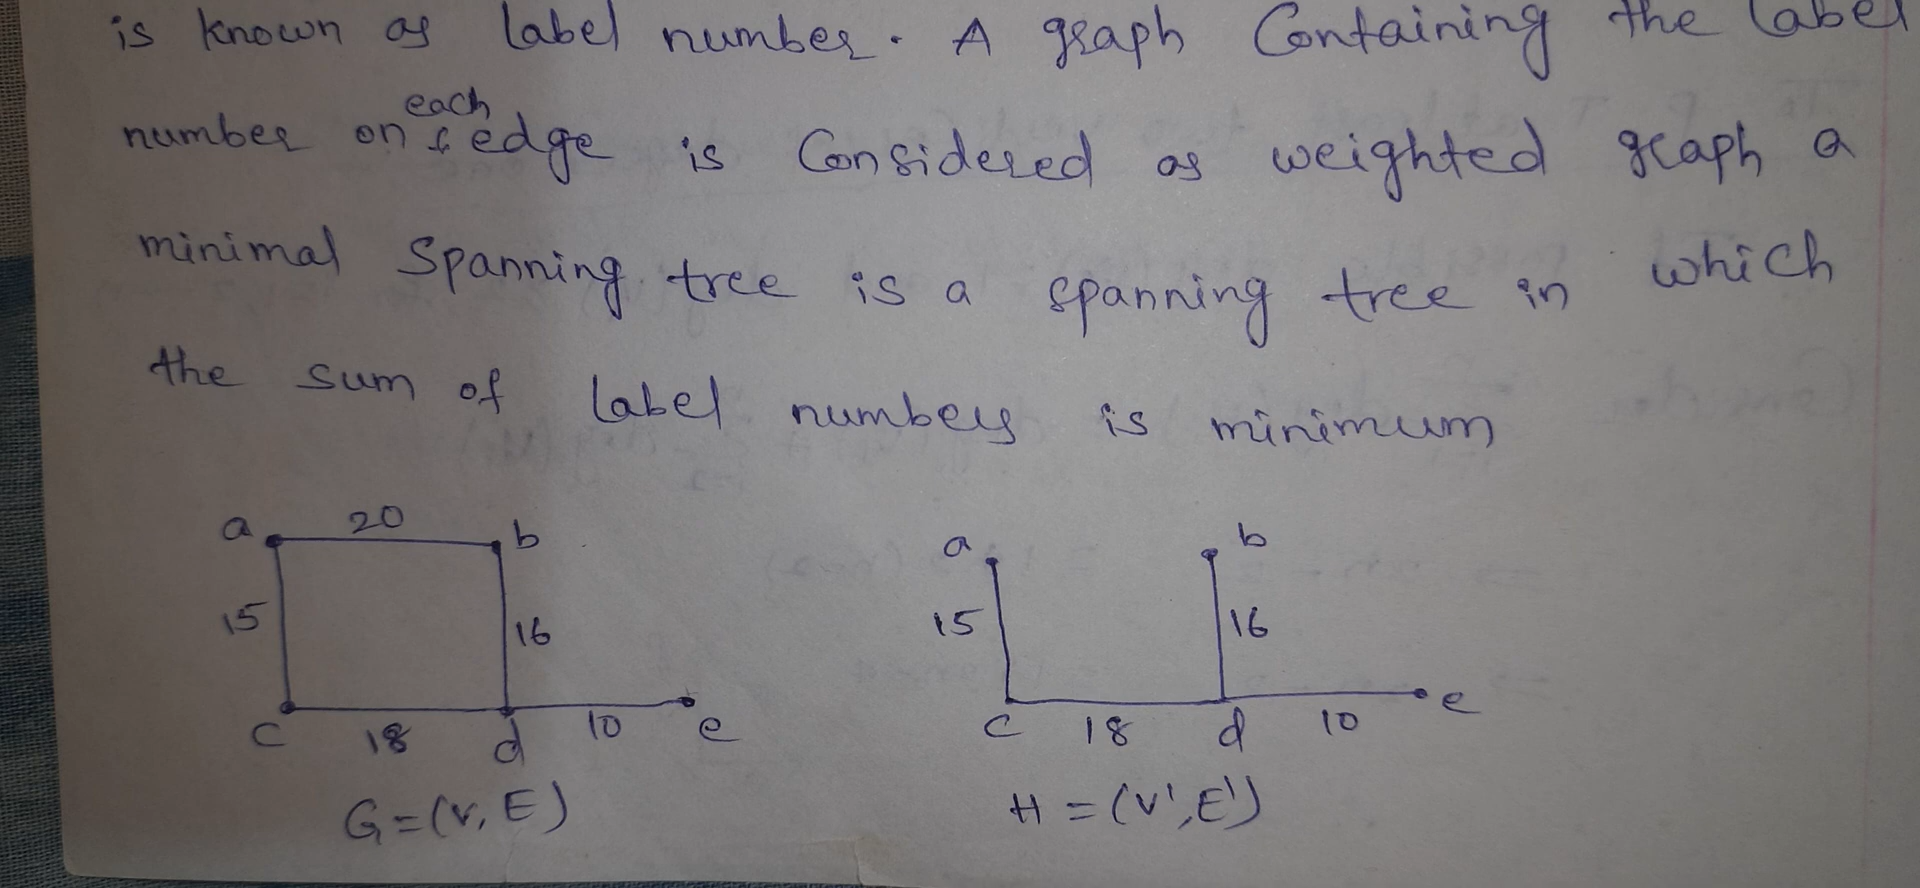 is known as label number. A graph Containing the label
number on each edge is Considered as weighted graph a
minimal Spanning tree is a spanning tree in which
the sum of label numbers is minimum
a 20 b a b
15 16 15 16
c 18 d 10 e c 18 d 10 e
G=(V, E) H = (V', E')